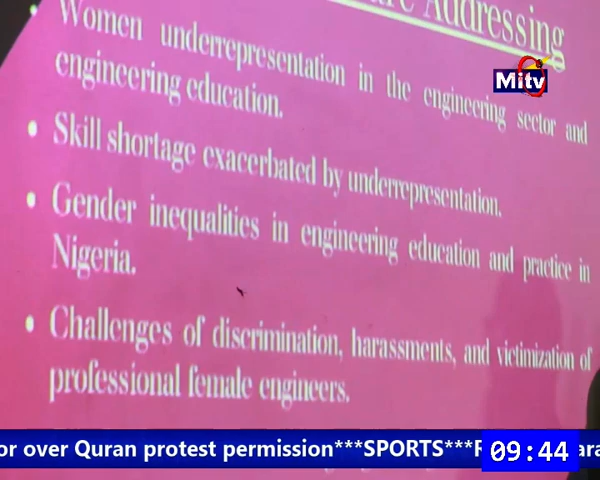 Addressing
Mitv
Women underrepresentation in the engineering sector and
engineering education.
Skill shortage exacerbated by underrepresentation.
Gender inequalities in engineering education and practice in
Nigeria.
Challenges of discrimination, harassments, and victimization of
professional female engineers.
or over Quran protest permission***SPORTS***
09:44